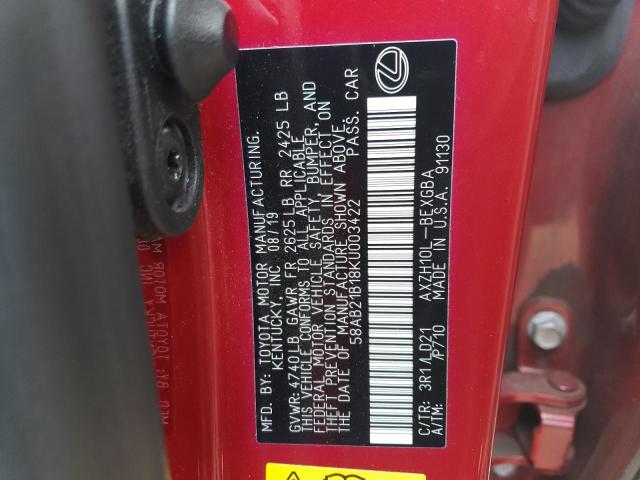 MFD. BY: TOYOTA MOTOR MANUFACTURING.
KENTUCKY, INC 08/19
GVWR: 4740LB GAWR FR 2625LB RR 2425 LB
THIS VEHICLE CONFORMS TO ALL APPLICABLE
FEDERAL MOTOR VEHICLE SAFETY, BUMPER, AND
THEFT PREVENTION STANDARDS IN EFFECT ON
THE DATE OF MANUFACTURE SHOWN ABOVE.
58AB21B18KU003422 PASS. CAR
C/TR: 3R1 /LD21 AXZH10L-BEXGBA
A/TM: /P710 MADE IN U.S.A. 91130